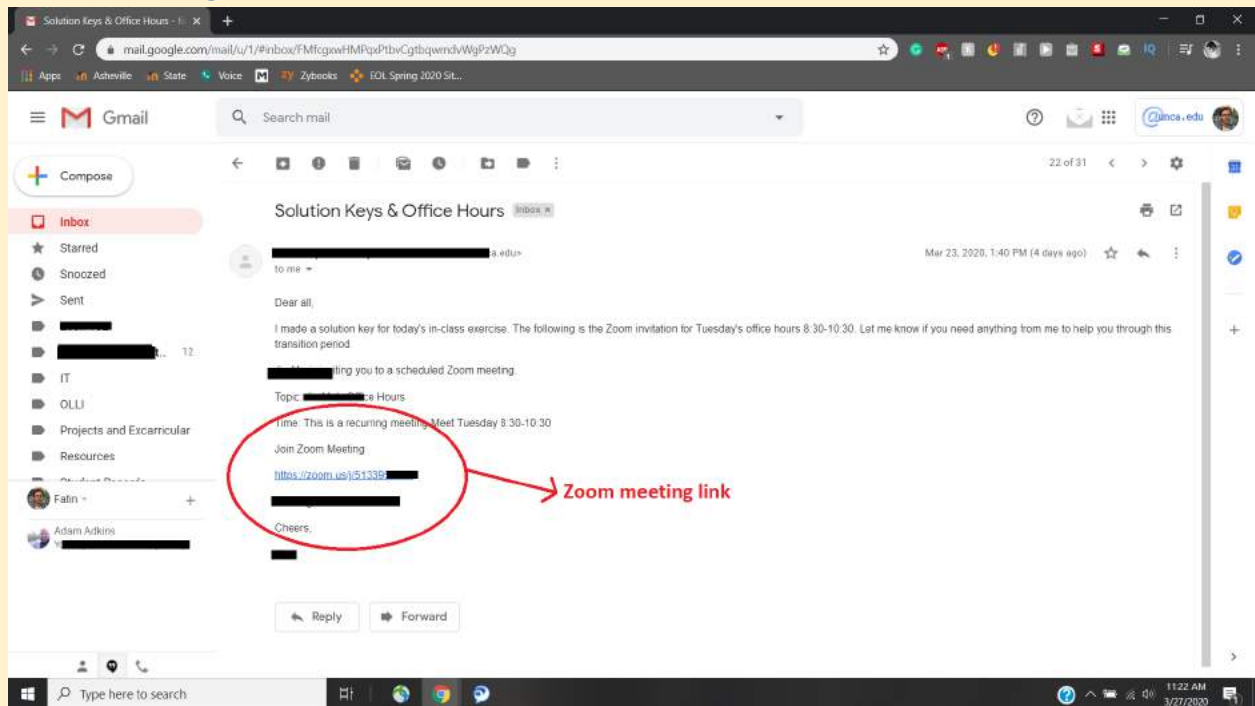 Solution Keys & Office Hours - fi
mail.google.com/mail/u/1/#inbox/
Apps Asheville State Voice Zybooks EOL Spring 2020 Sit...
Gmail
Search mail
@unca.edu
Compose
22 of 31
Solution Keys & Office Hours Inbox x
Inbox
Starred
a.edu>
Mar 23, 2020, 1:40 PM (4 days ago)
to me
Snoozed
Sent
Dear all,
I made a solution key for today's in-class exercise. The following is the Zoom invitation for Tuesday's office hours 8:30-10:30. Let me know if you need anything from me to help you through this
transition period.
t.. 12
iting you to a scheduled Zoom meeting.
IT
Topic ce Hours
OLLI
Time: This is a recurring meeting Meet Tuesday 8:30-10:30
Projects and Excarricular
Join Zoom Meeting
Resources
https://zoom.us/j/51339
Zoom meeting link
Fatin
Cheers,
Adam Adkins
Reply Forward
Type here to search
11:22 AM
3/27/2020